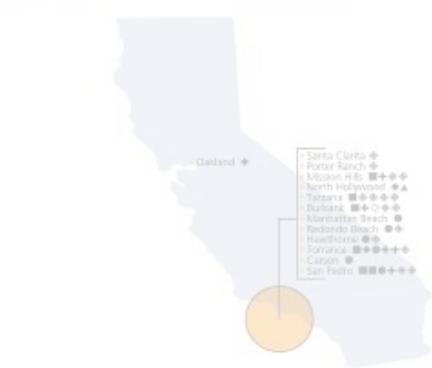 Oakland
Santa Clarita
Porter Ranch
Mission Hills
North Hollywood
Tarzana
Burbank
Manhattan Beach
Redondo Beach
Hawthorne
Torrance
Carson
San Pedro